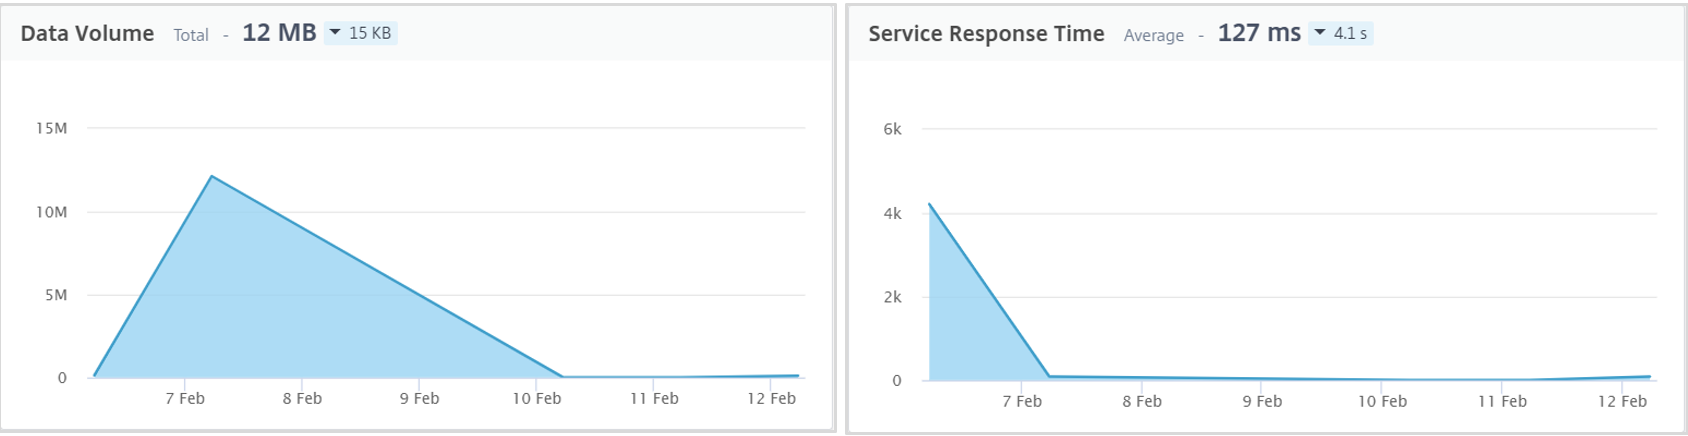 Data Volume Total - 12 MB 15 KB
15M
10M
5M
0
7 Feb 8 Feb 9 Feb 10 Feb 11 Feb 12 Feb
Service Response Time Average - 127 ms 4.1 s
6k
4k
2k
0
7 Feb 8 Feb 9 Feb 10 Feb 11 Feb 12 Feb